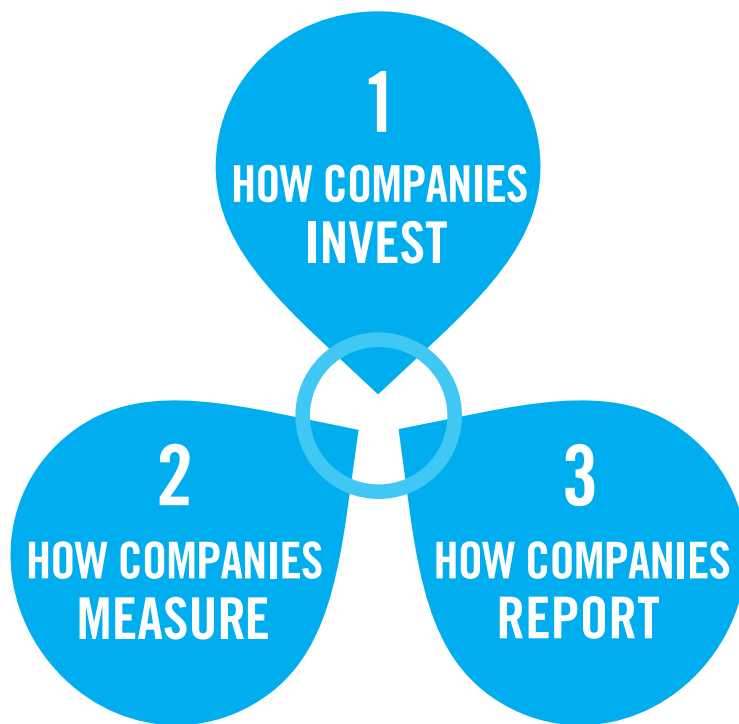 1
HOW COMPANIES
INVEST
2
HOW COMPANIES
MEASURE
3
HOW COMPANIES
REPORT